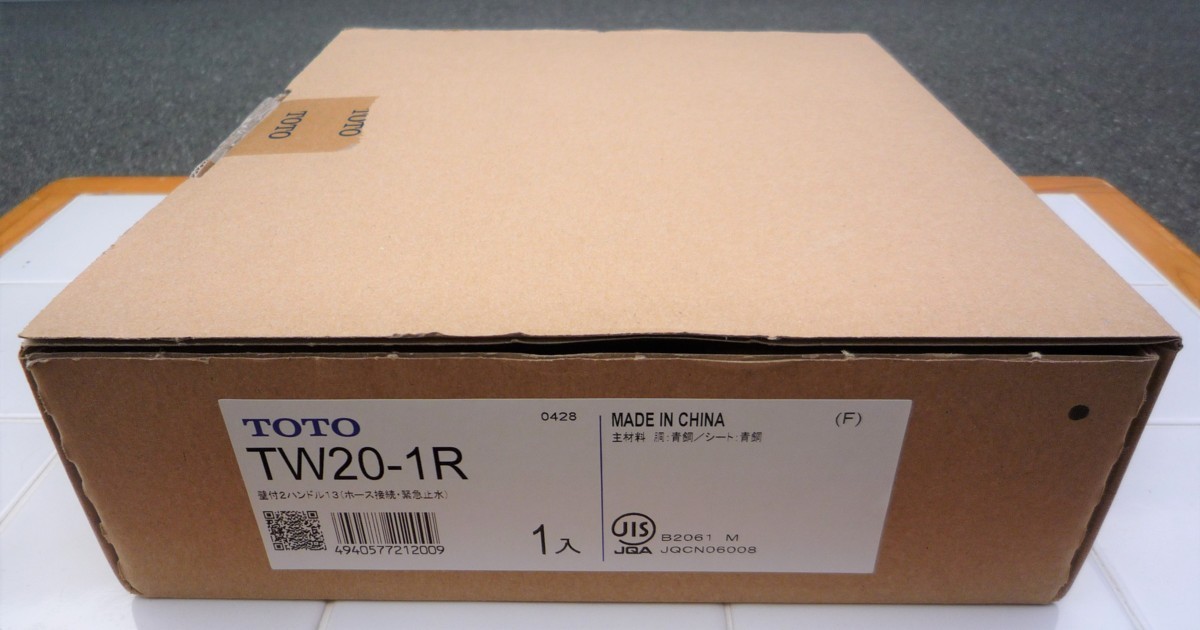 TOTO
TOTO
TOTO
0428
TW20-1R
壁付2ハンドル13(ホース接続・緊急止水)
4940577212009
1入
MADE IN CHINA
(F)
主材料 胴:青銅/シート:青銅
JIS
JQA
B2061 M
JQCN06008